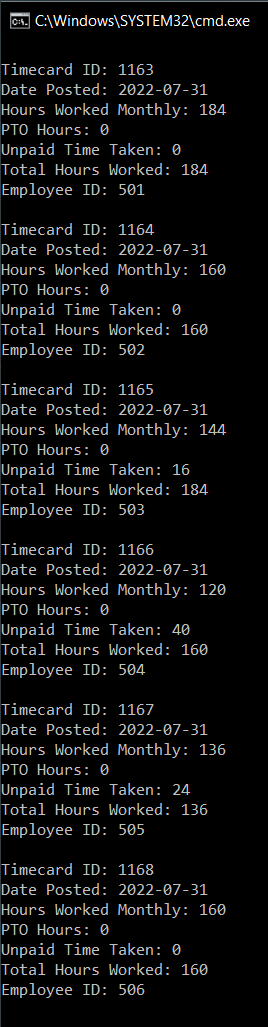 C:\Windows\SYSTEM32\cmd.exe
Timecard ID: 1163
Date Posted: 2022-07-31
Hours Worked Monthly: 184
PTO Hours: 0
Unpaid Time Taken: 0
Total Hours Worked: 184
Employee ID: 501
Timecard ID: 1164
Date Posted: 2022-07-31
Hours Worked Monthly: 160
PTO Hours: 0
Unpaid Time Taken: 0
Total Hours Worked: 160
Employee ID: 502
Timecard ID: 1165
Date Posted: 2022-07-31
Hours Worked Monthly: 144
PTO Hours: 0
Unpaid Time Taken: 16
Total Hours Worked: 184
Employee ID: 503
Timecard ID: 1166
Date Posted: 2022-07-31
Hours Worked Monthly: 120
PTO Hours: 0
Unpaid Time Taken: 40
Total Hours Worked: 160
Employee ID: 504
Timecard ID: 1167
Date Posted: 2022-07-31
Hours Worked Monthly: 136
PTO Hours: 0
Unpaid Time Taken: 24
Total Hours Worked: 136
Employee ID: 505
Timecard ID: 1168
Date Posted: 2022-07-31
Hours Worked Monthly: 160
PTO Hours: 0
Unpaid Time Taken: 0
Total Hours Worked: 160
Employee ID: 506